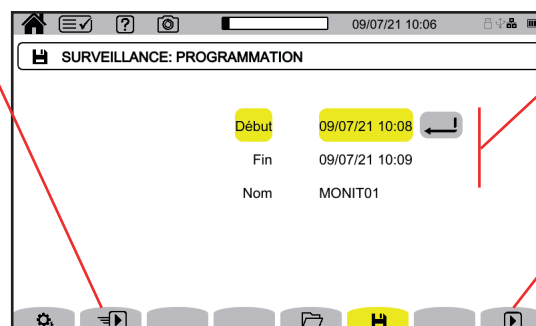 09/07/21 10:06
SURVEILLANCE: PROGRAMMATION
Début 09/07/21 10:08
Fin 09/07/21 10:09
Nom MONIT01